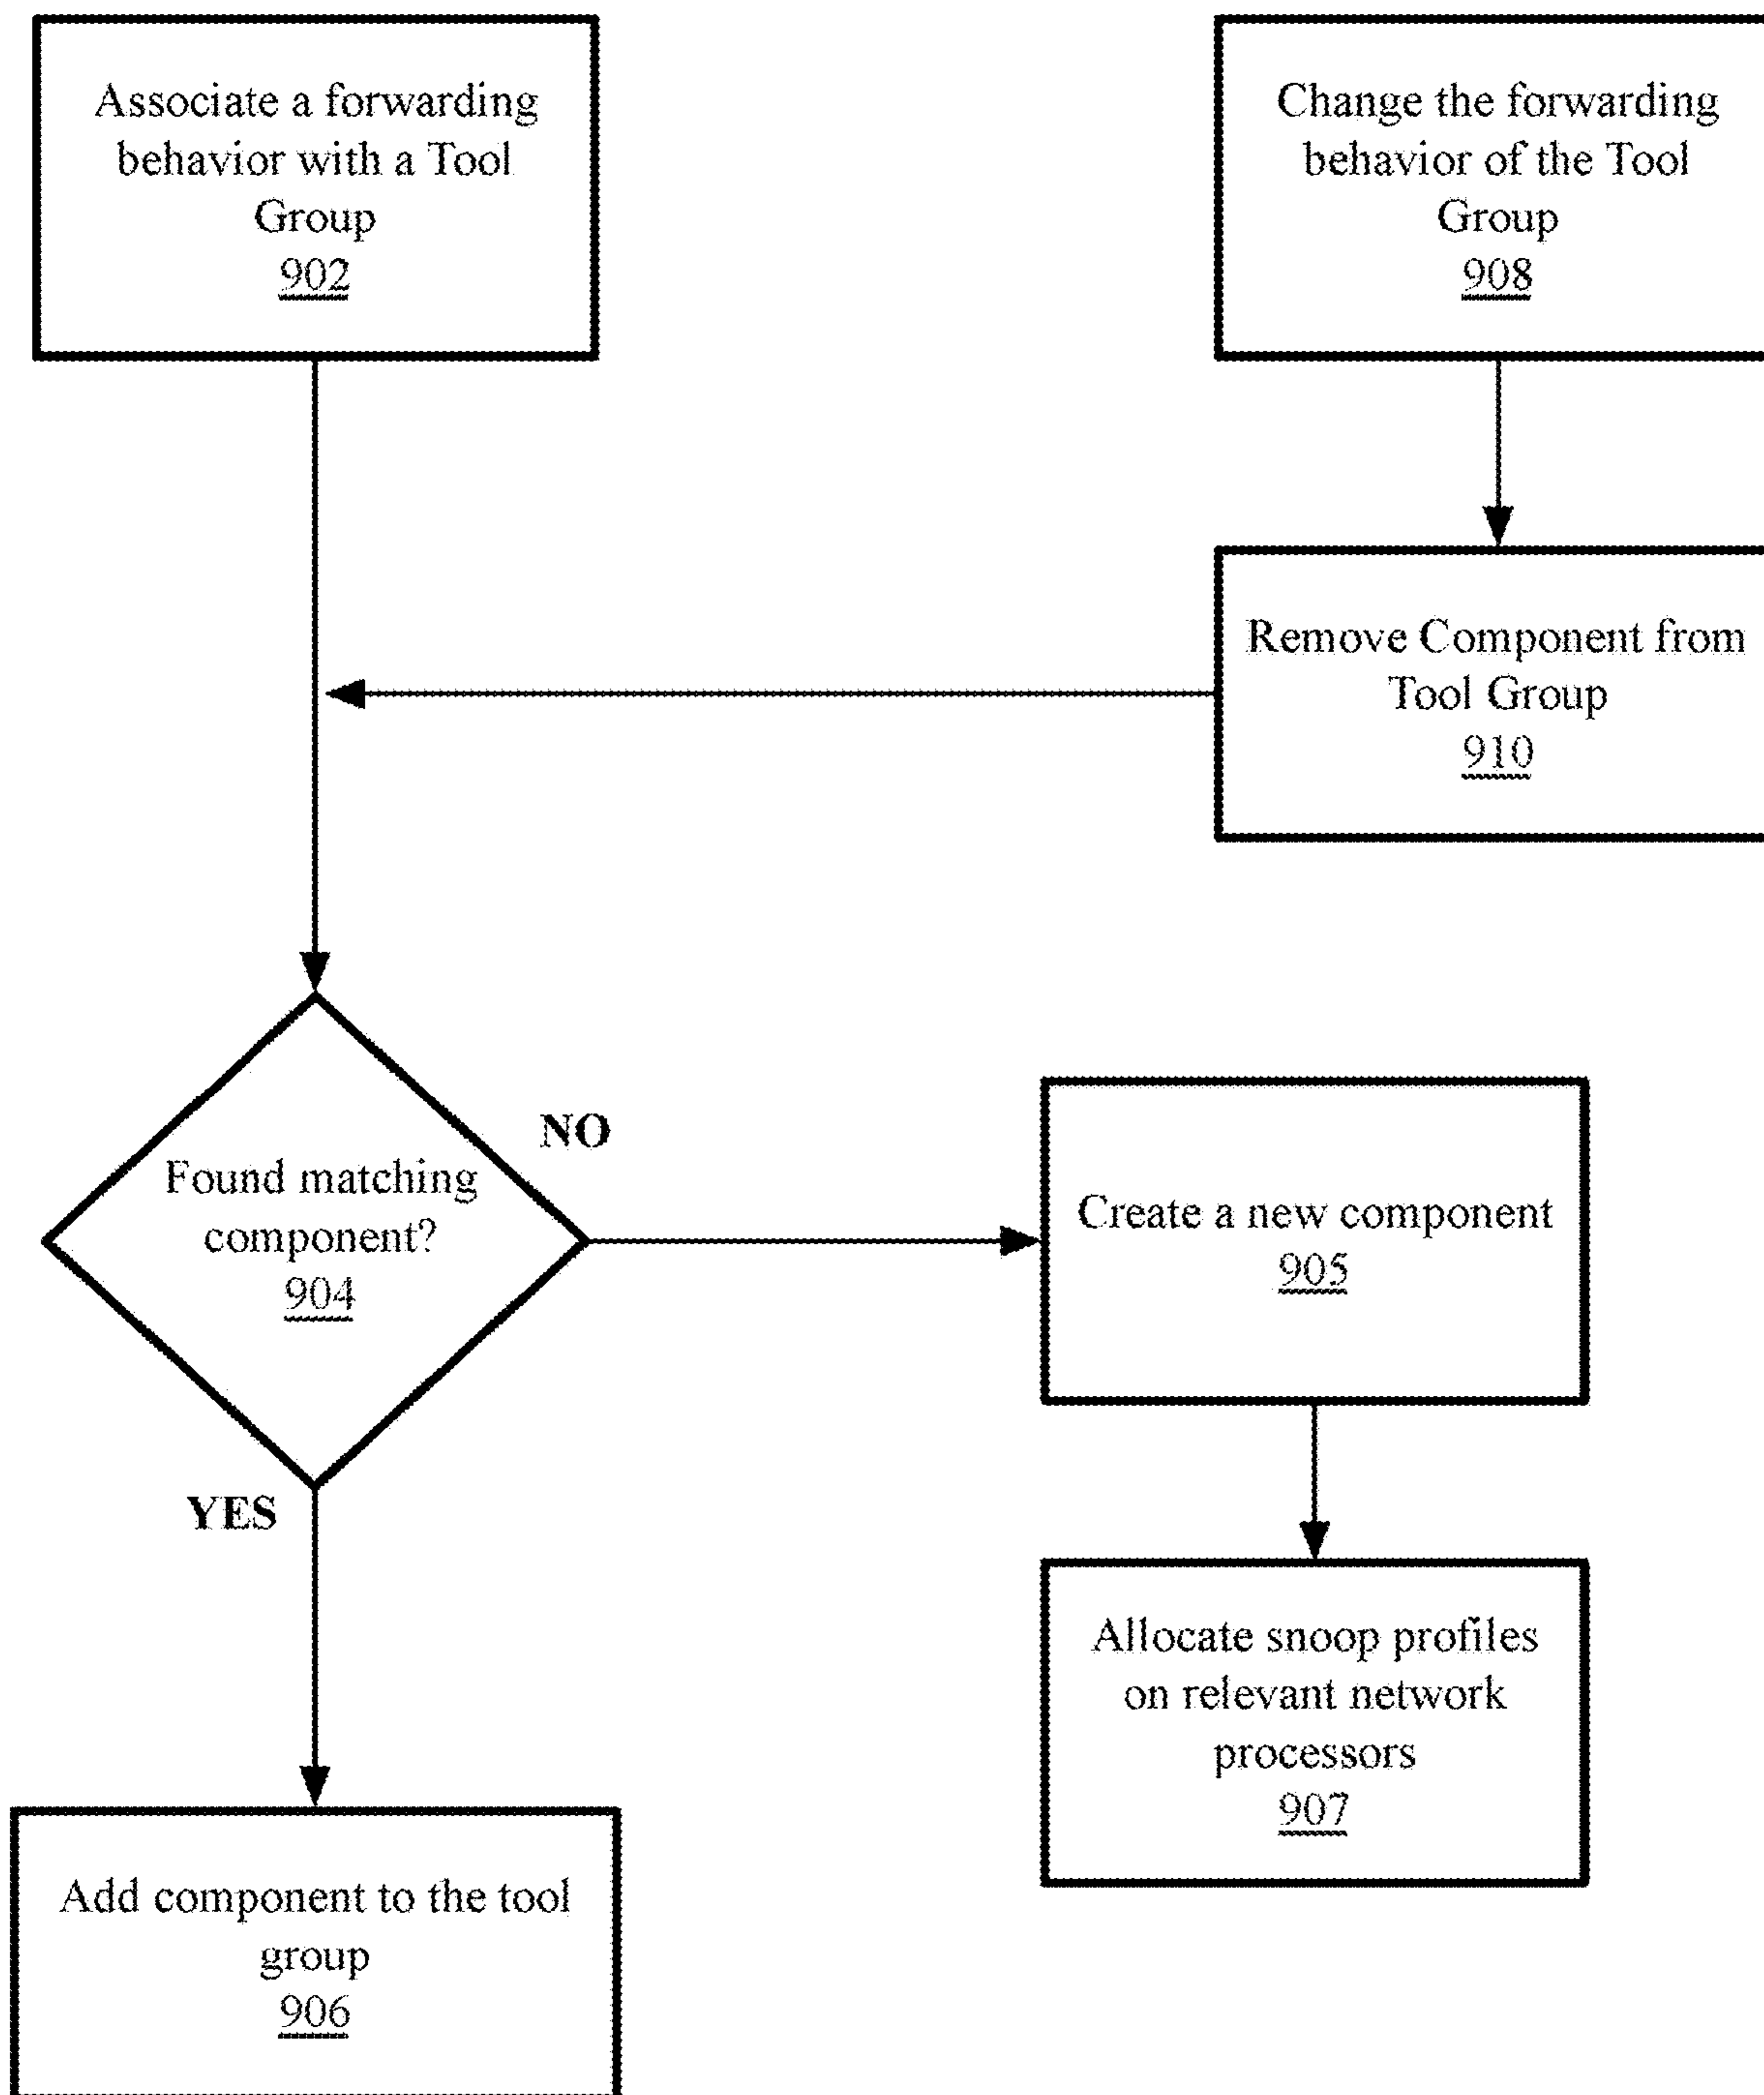 Associate a forwarding
behavior with a Tool
Group
902
Change the forwarding
behavior of the Tool
Group
908
Remove Component from
Tool Group
910
NO
Found matching
component?
904
Create a new component
905
YES
Allocate snoop profiles
on relevant network
processors
907
Add component to the tool
group
906